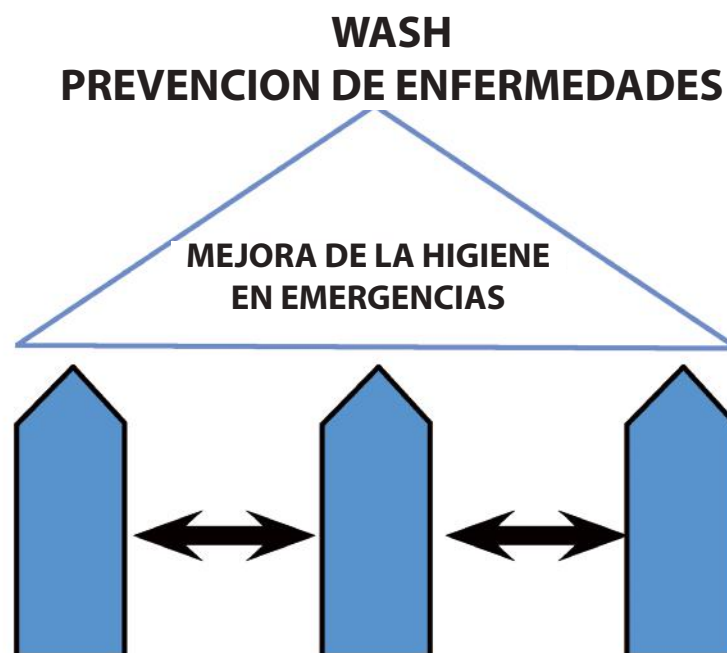 WASH
PREVENCION DE ENFERMEDADES
MEJORA DE LA HIGIENE
EN EMERGENCIAS